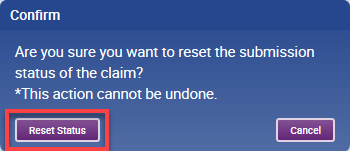 Confirm
Are you sure you want to reset the submission
status of the claim?
*This action cannot be undone.
Reset Status
Cancel